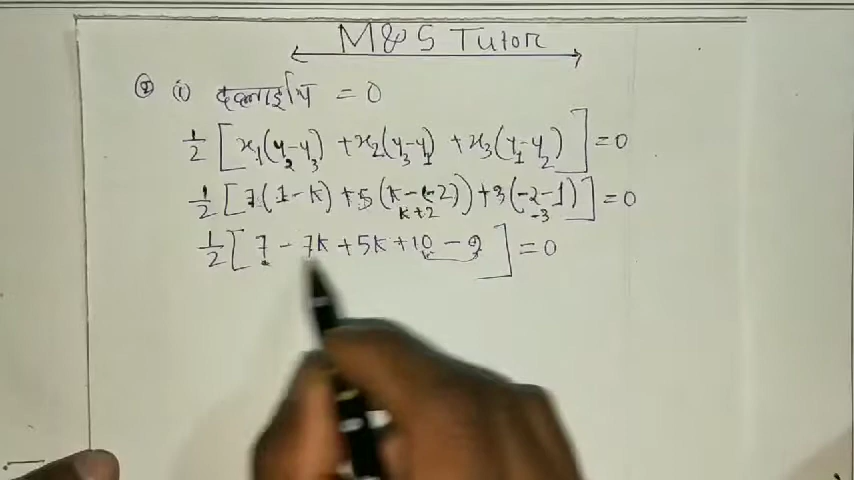 M&S Tutor
② (i) = 0
1/2 [x₁(y₂-y₃) + x₂(y₃-y₁) + x₃(y₁-y₂)] = 0
1/2 [7(1-k) + 5(k-(-2)) + 3(-2-1)] = 0
k+2 -3
1/2 [7 - 7k + 5k + 10 - 9] = 0